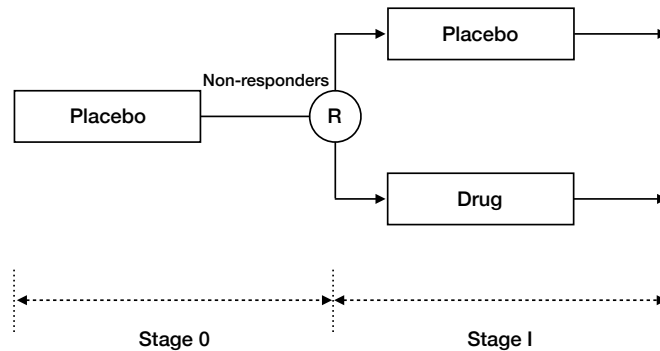 Placebo
Non-responders
Placebo
R
Drug
Stage 0
Stage I